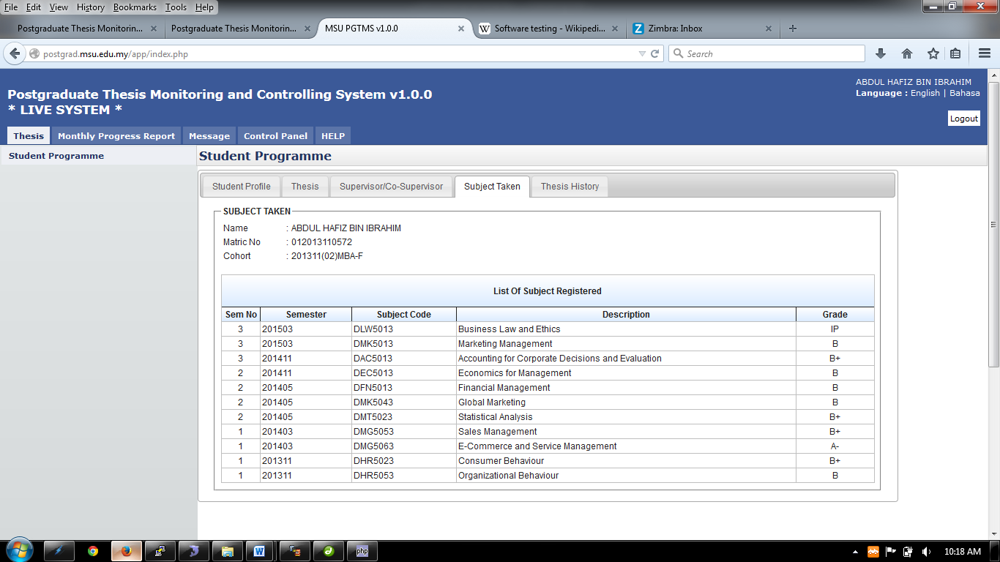 File Edit View History Bookmarks Tools Help
Postgraduate Thesis Monitorin... Postgraduate Thesis Monitorin... MSU PGTMS v1.0.0 Software testing - Wikipedi... Zimbra: Inbox
postgrad.msu.edu.my/app/index.php Search
ABDUL HAFIZ BIN IBRAHIM
Language : English | Bahasa
Postgraduate Thesis Monitoring and Controlling System v1.0.0
* LIVE SYSTEM *
Logout
Thesis Monthly Progress Report Message Control Panel HELP
Student Programme Student Programme
Student Profile Thesis Supervisor/Co-Supervisor Subject Taken Thesis History
SUBJECT TAKEN
Name : ABDUL HAFIZ BIN IBRAHIM
Matric No : 012013110572
Cohort : 201311(02)MBA-F
List Of Subject Registered
Sem No Semester Subject Code Description Grade
3 201503 DLW5013 Business Law and Ethics IP
3 201503 DMK5013 Marketing Management B
3 201411 DAC5013 Accounting for Corporate Decisions and Evaluation B+
2 201411 DEC5013 Economics for Management B
2 201405 DFN5013 Financial Management B
2 201405 DMK5043 Global Marketing B
2 201405 DMT5023 Statistical Analysis B+
1 201403 DMG5053 Sales Management B+
1 201403 DMG5063 E-Commerce and Service Management A-
1 201311 DHR5023 Consumer Behaviour B+
1 201311 DHR5053 Organizational Behaviour B
php
10:18 AM